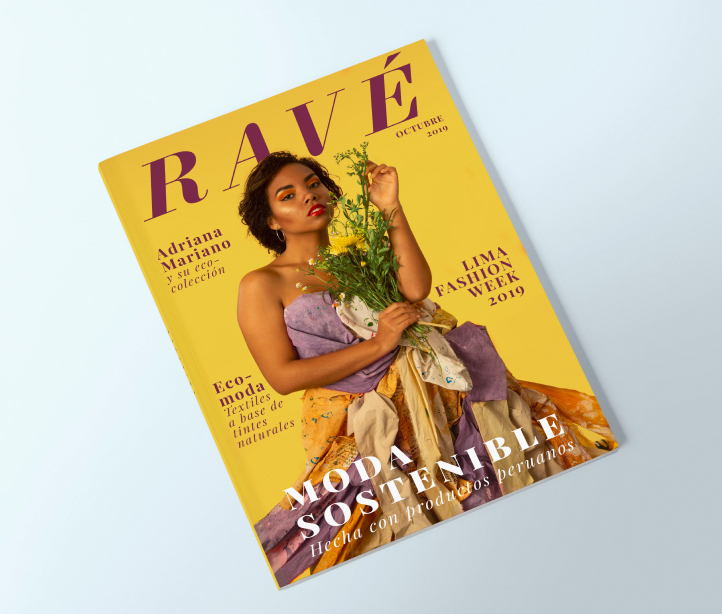 RAVÉ
OCTUBRE
2019
Adriana
Mariano
y su eco-
colección
LIMA
FASHION
WEEK
2019
Eco-
moda
Textiles
a base de
tintes
naturales
MODA
SOSTENIBLE
Hecha con productos peruanos